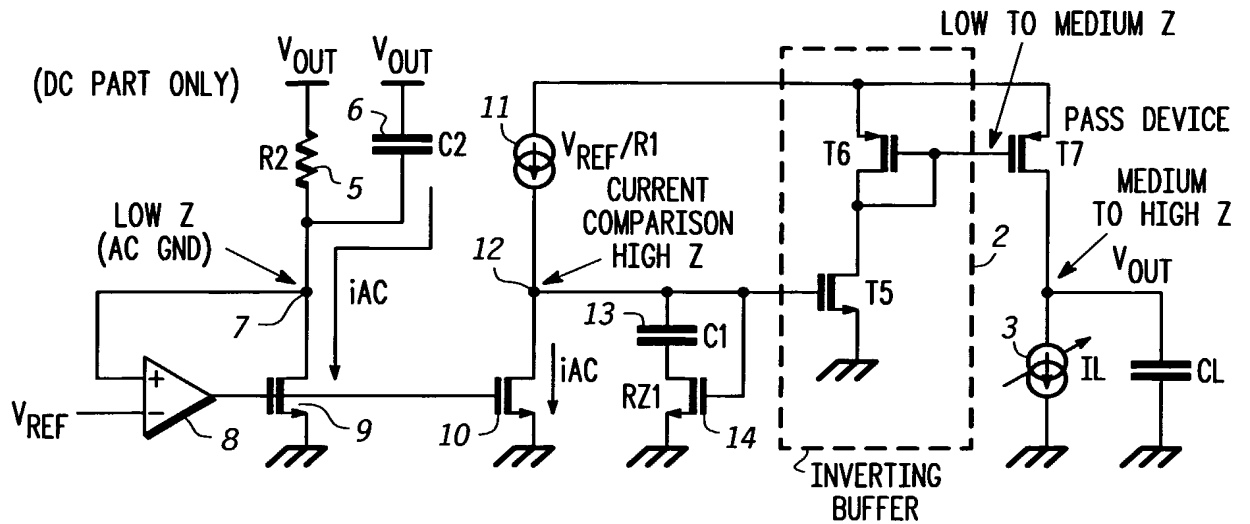 LOW TO MEDIUM Z
V_OUT
V_OUT
(DC PART ONLY)
6
11
C2
R2
5
V_REF/R1
T6
PASS DEVICE
T7
LOW Z
(AC GND)
CURRENT
COMPARISON
HIGH Z
MEDIUM
TO HIGH Z
12
2
V_OUT
7
iAC
13
C1
T5
3
IL
CL
iAC
RZ1
V_REF
8
9
10
14
INVERTING
BUFFER